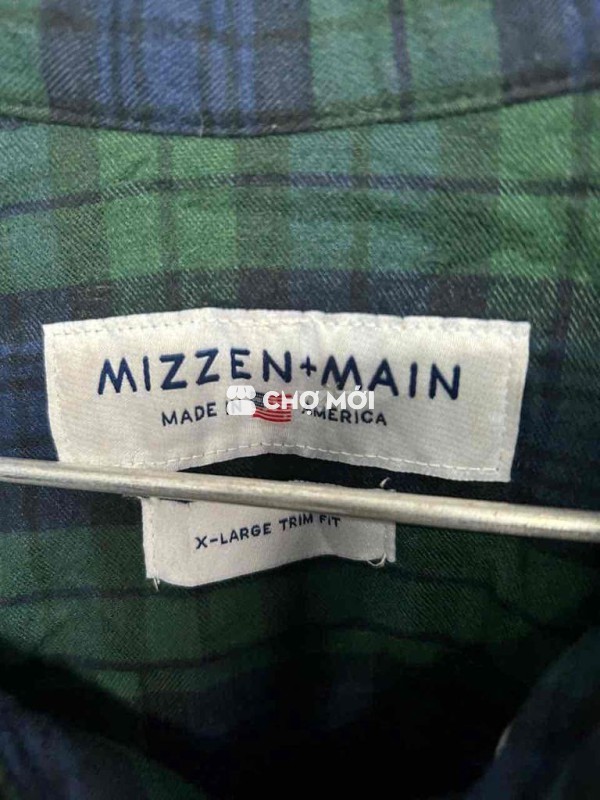 MIZZEN+MAIN
CHỢ MỚI
MADE AMERICA
X-LARGE TRIM FIT